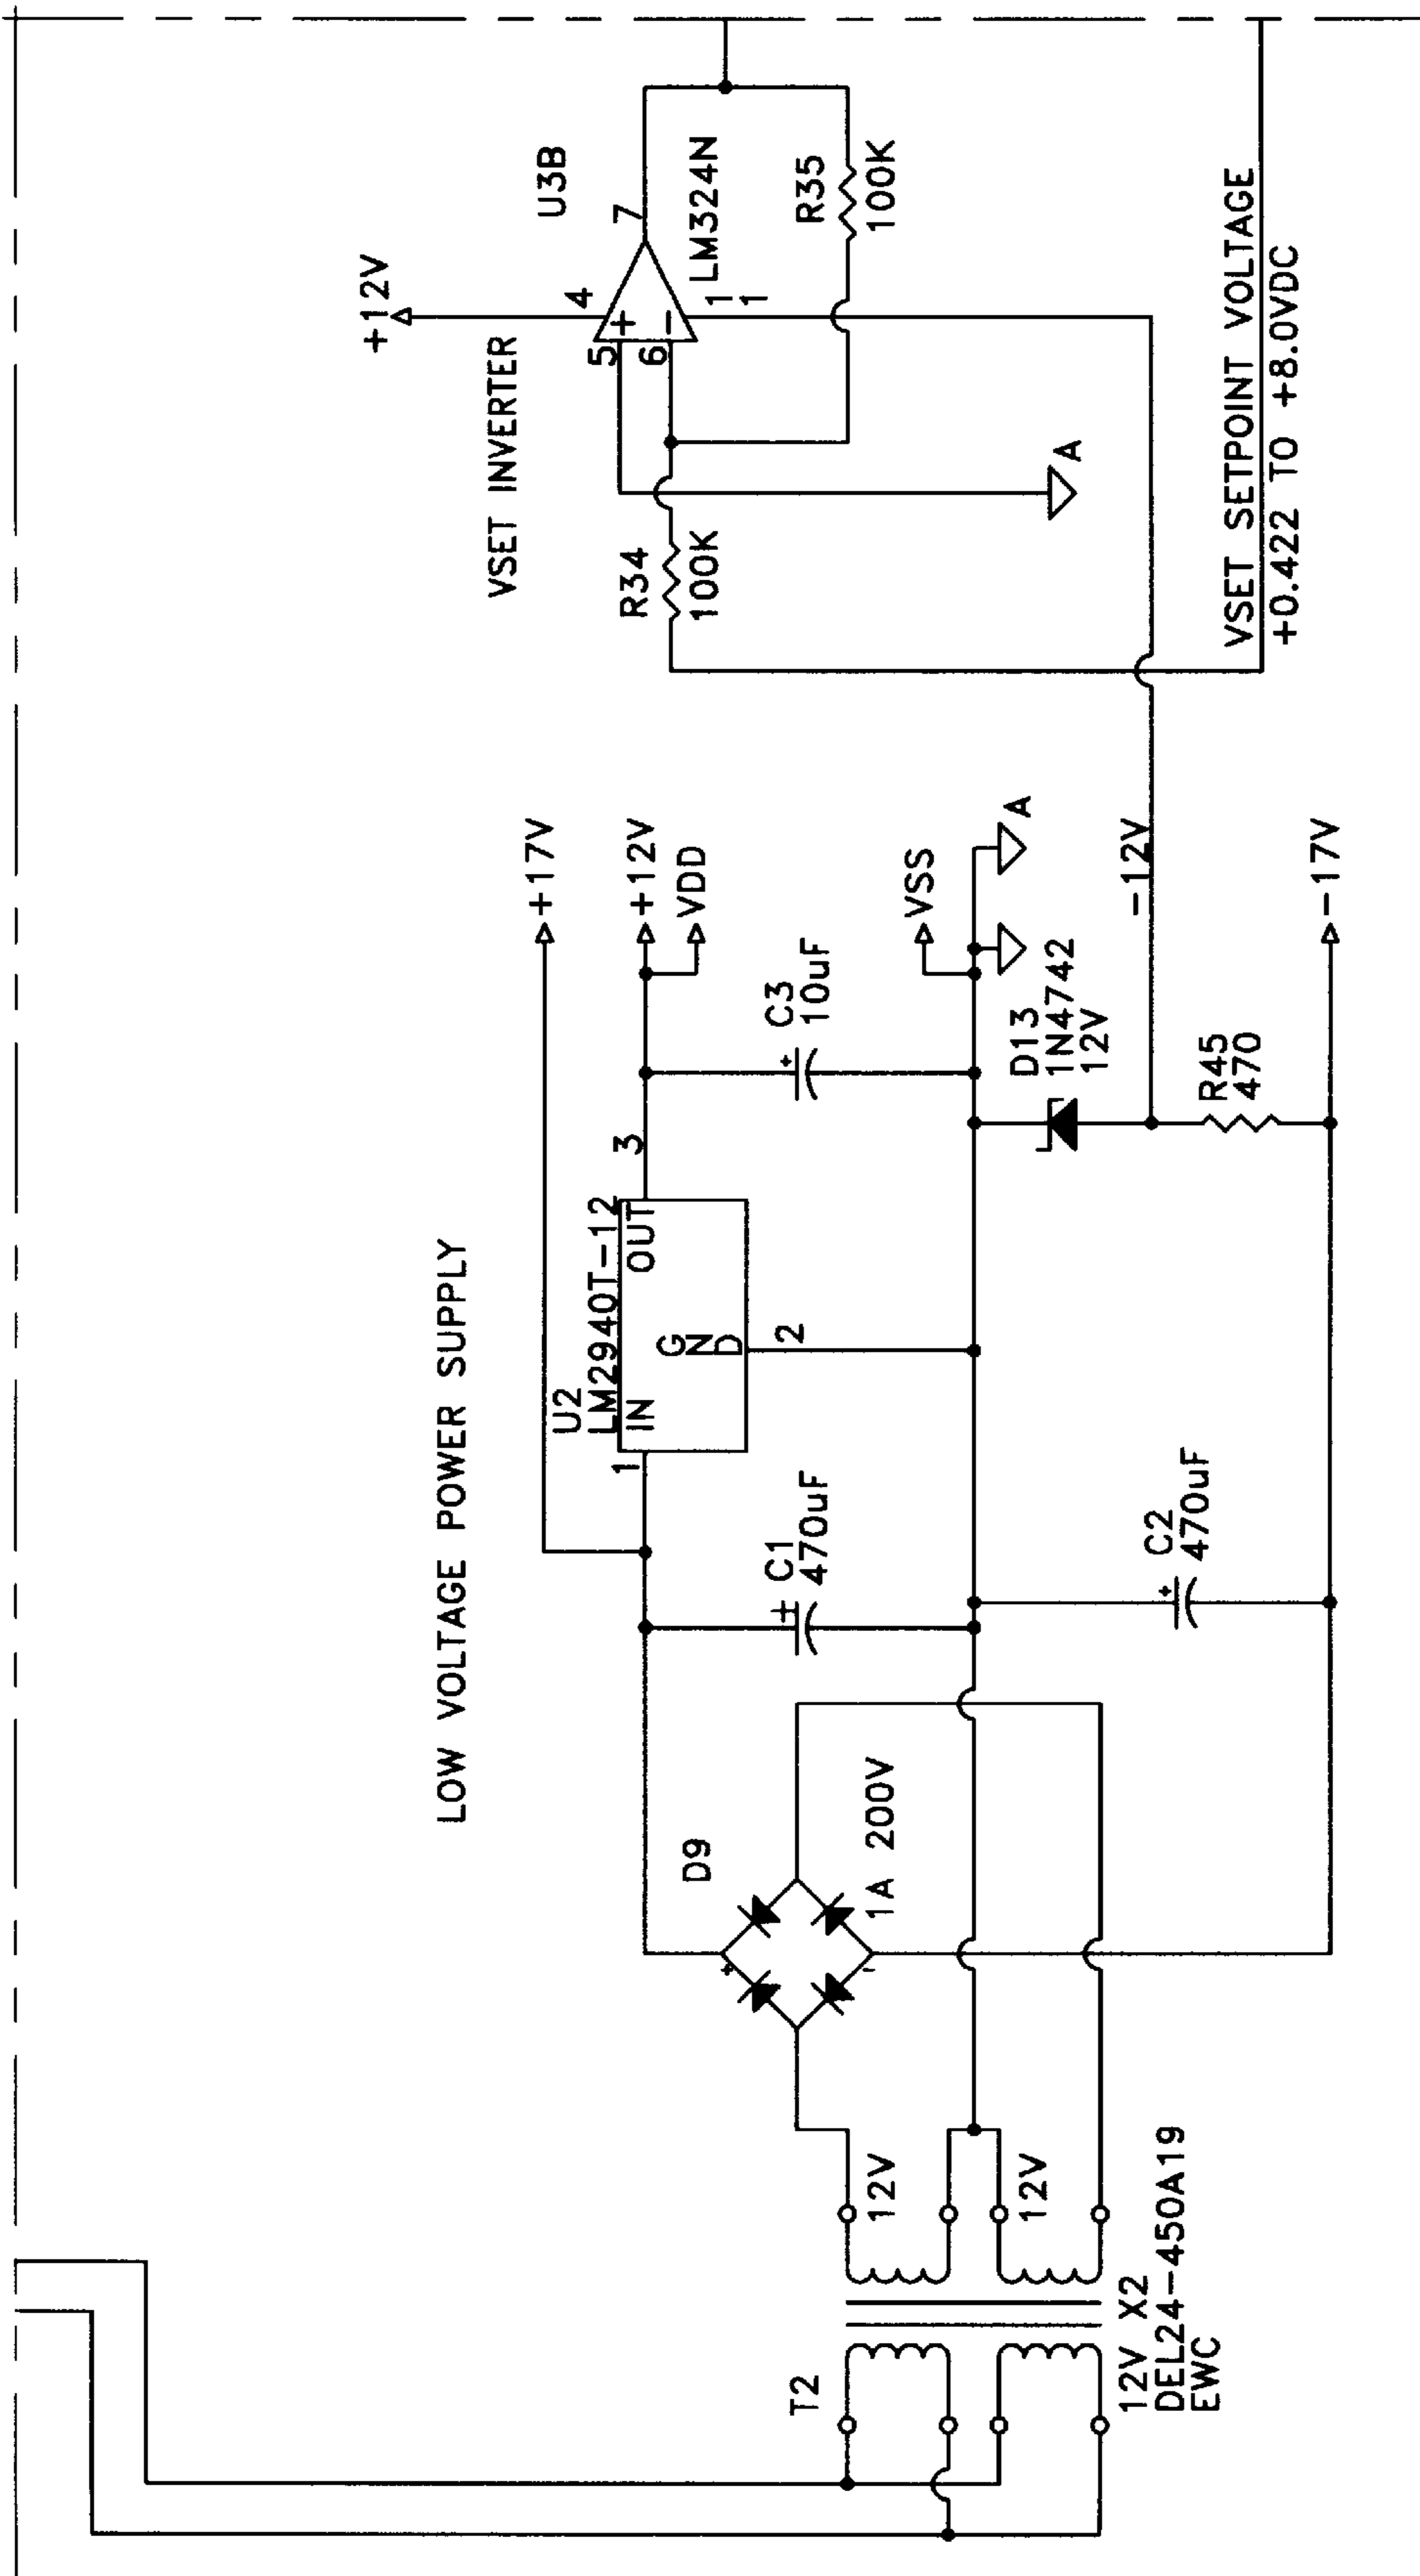 LOW VOLTAGE POWER SUPPLY
T2
12V X2
DEL24-450A19
EWC
12V
12V
D9
+
-
1A 200V
+
C1
470uF
+
C2
470uF
U2
LM2940T-12
1
IN
OUT
3
GND
2
+
C3
10uF
D13
1N4742
12V
R45
470
+17V
+12V
VDD
VSS
A
-12V
-17V
VSET INVERTER
+12V
U3B
4
5
+
6
-
7
11
LM324N
R34
100K
R35
100K
A
VSET SETPOINT VOLTAGE
+0.422 TO +8.0VDC